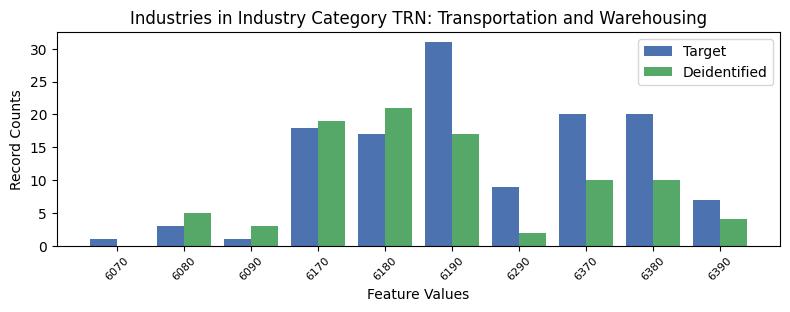 Industries in Industry Category TRN: Transportation and Warehousing
Target
Deidentified
Record Counts
30
25
20
15
10
5
0
6070 6080 6090 6170 6180 6190 6290 6370 6380 6390
Feature Values